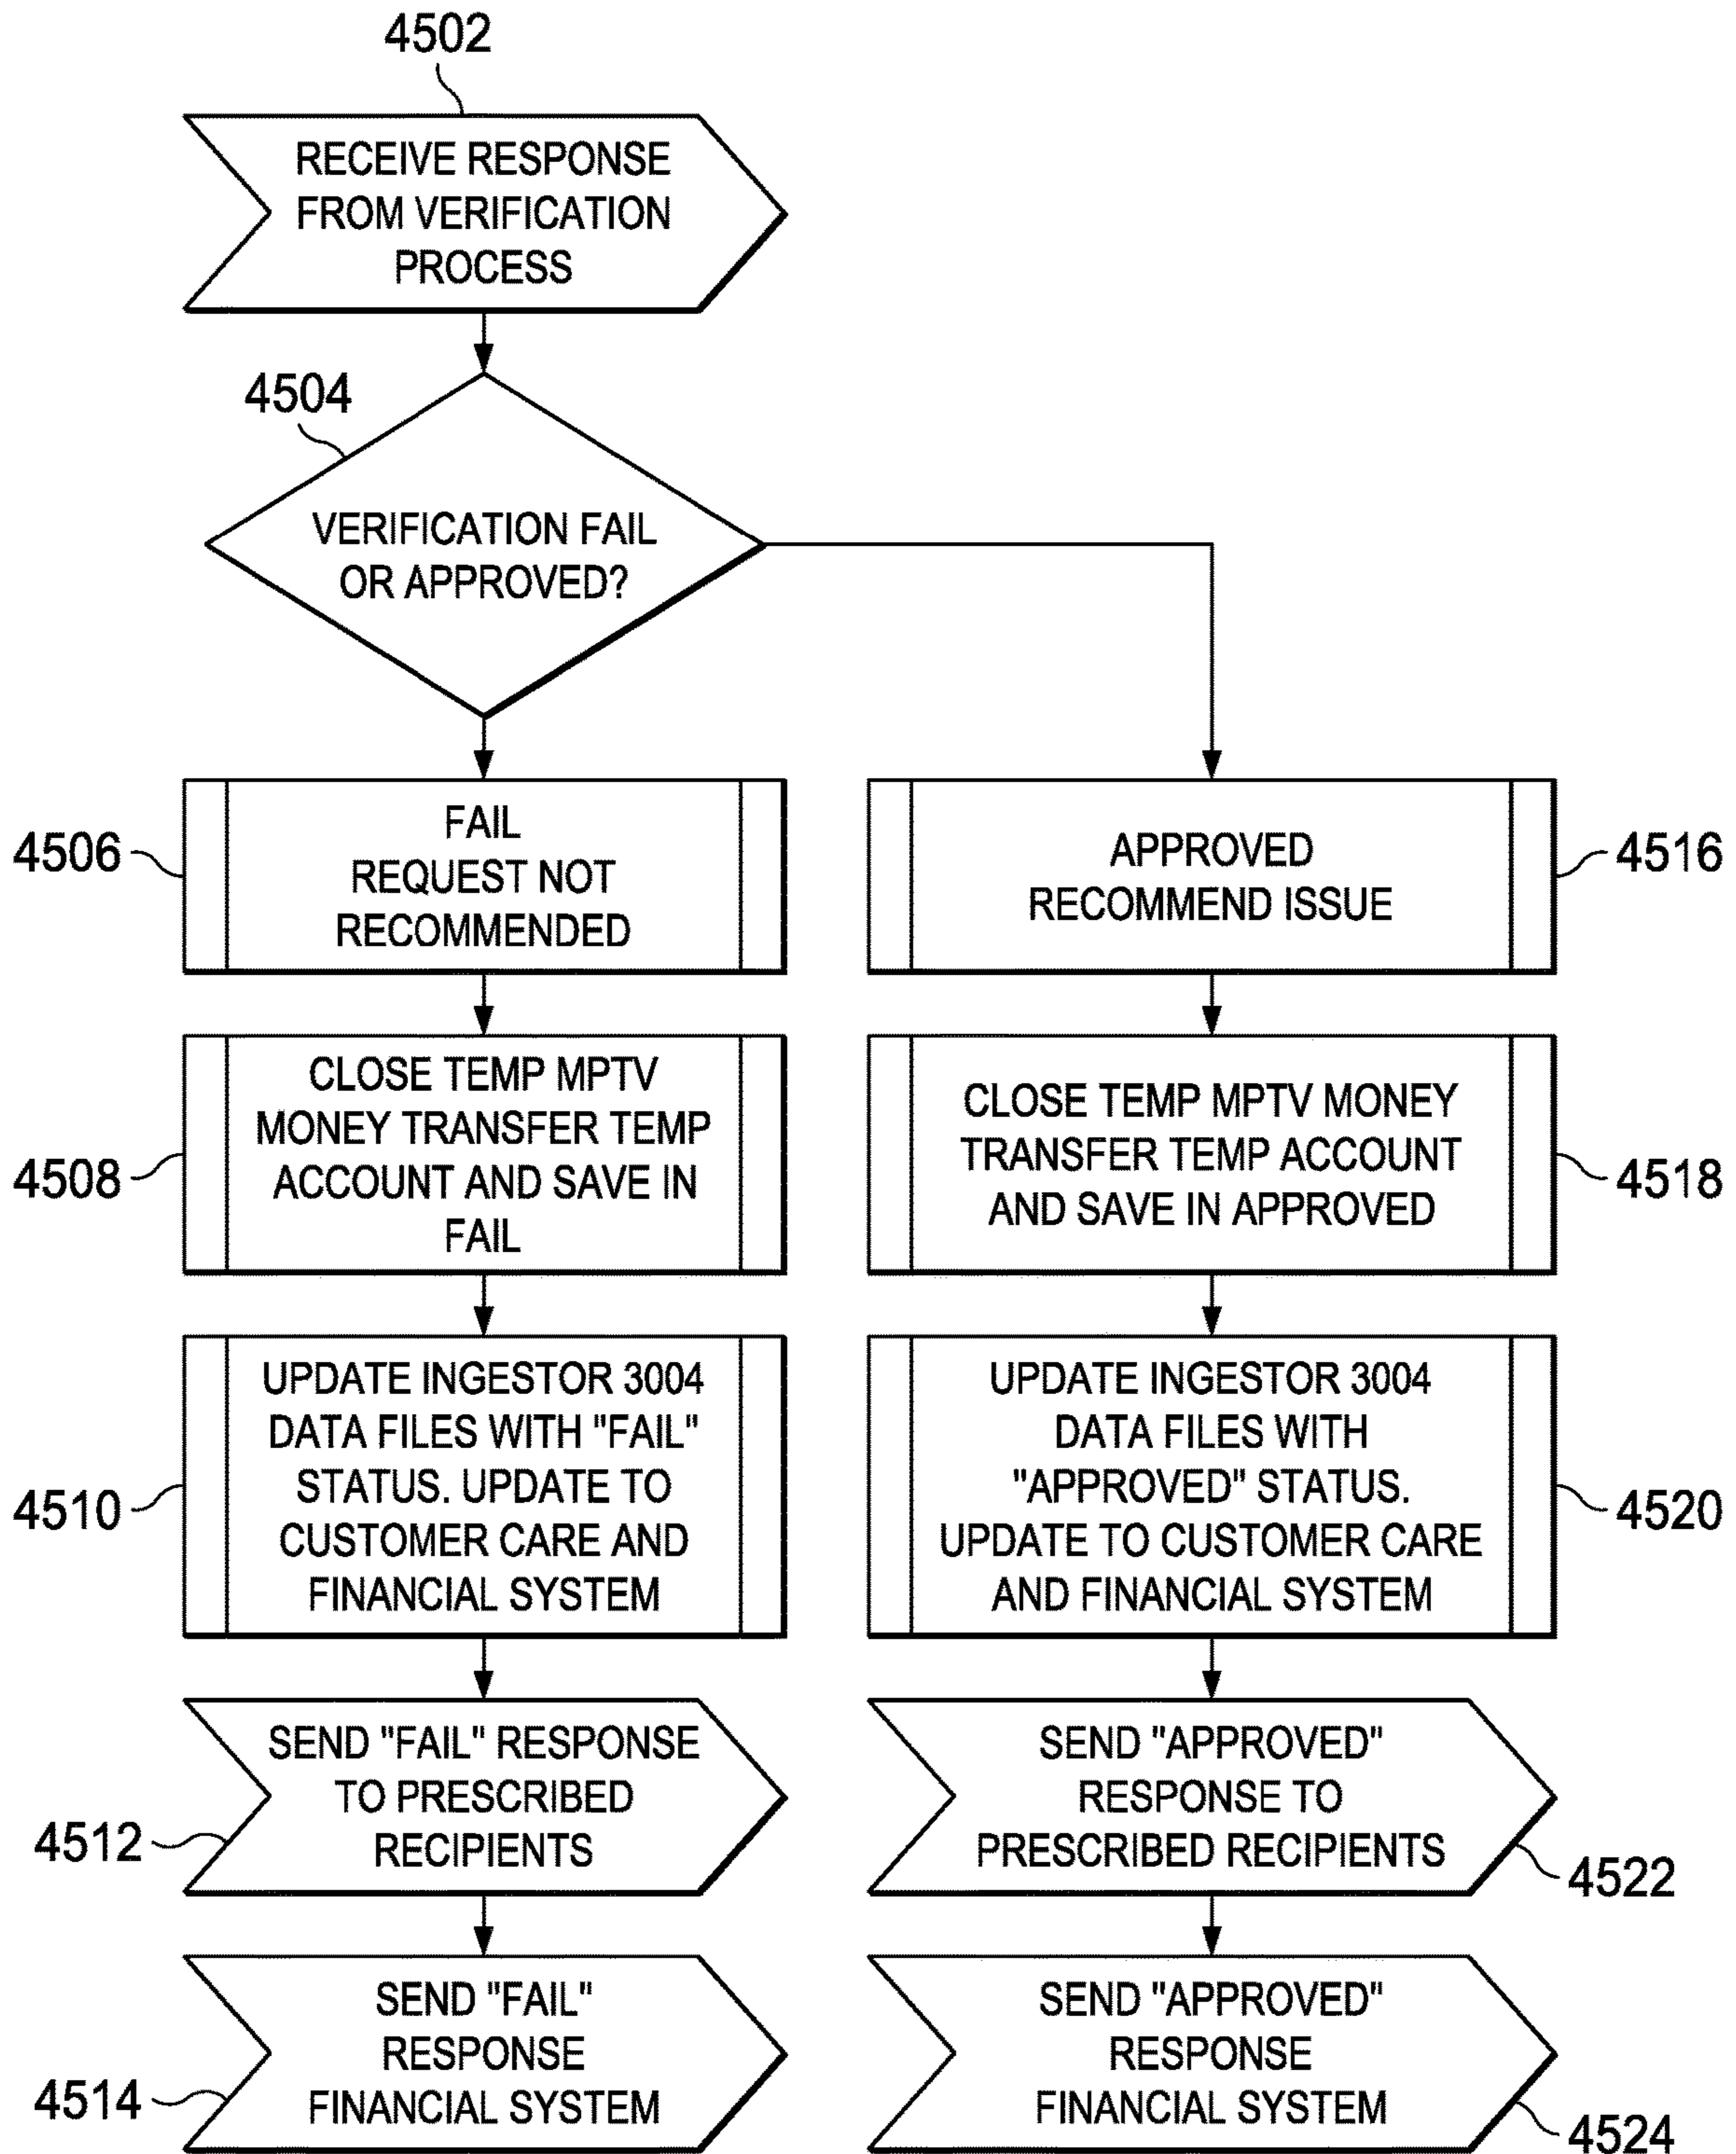 4502
RECEIVE RESPONSE
FROM VERIFICATION
PROCESS
4504
VERIFICATION FAIL
OR APPROVED?
4506
FAIL
REQUEST NOT
RECOMMENDED
APPROVED
RECOMMEND ISSUE
4516
4508
CLOSE TEMP MPTV
MONEY TRANSFER TEMP
ACCOUNT AND SAVE IN
FAIL
CLOSE TEMP MPTV MONEY
TRANSFER TEMP ACCOUNT
AND SAVE IN APPROVED
4518
4510
UPDATE INGESTOR 3004
DATA FILES WITH "FAIL"
STATUS. UPDATE TO
CUSTOMER CARE AND
FINANCIAL SYSTEM
UPDATE INGESTOR 3004
DATA FILES WITH
"APPROVED" STATUS.
UPDATE TO CUSTOMER CARE
AND FINANCIAL SYSTEM
4520
4512
SEND "FAIL" RESPONSE
TO PRESCRIBED
RECIPIENTS
SEND "APPROVED"
RESPONSE TO
PRESCRIBED RECIPIENTS
4522
4514
SEND "FAIL"
RESPONSE
FINANCIAL SYSTEM
SEND "APPROVED"
RESPONSE
FINANCIAL SYSTEM
4524